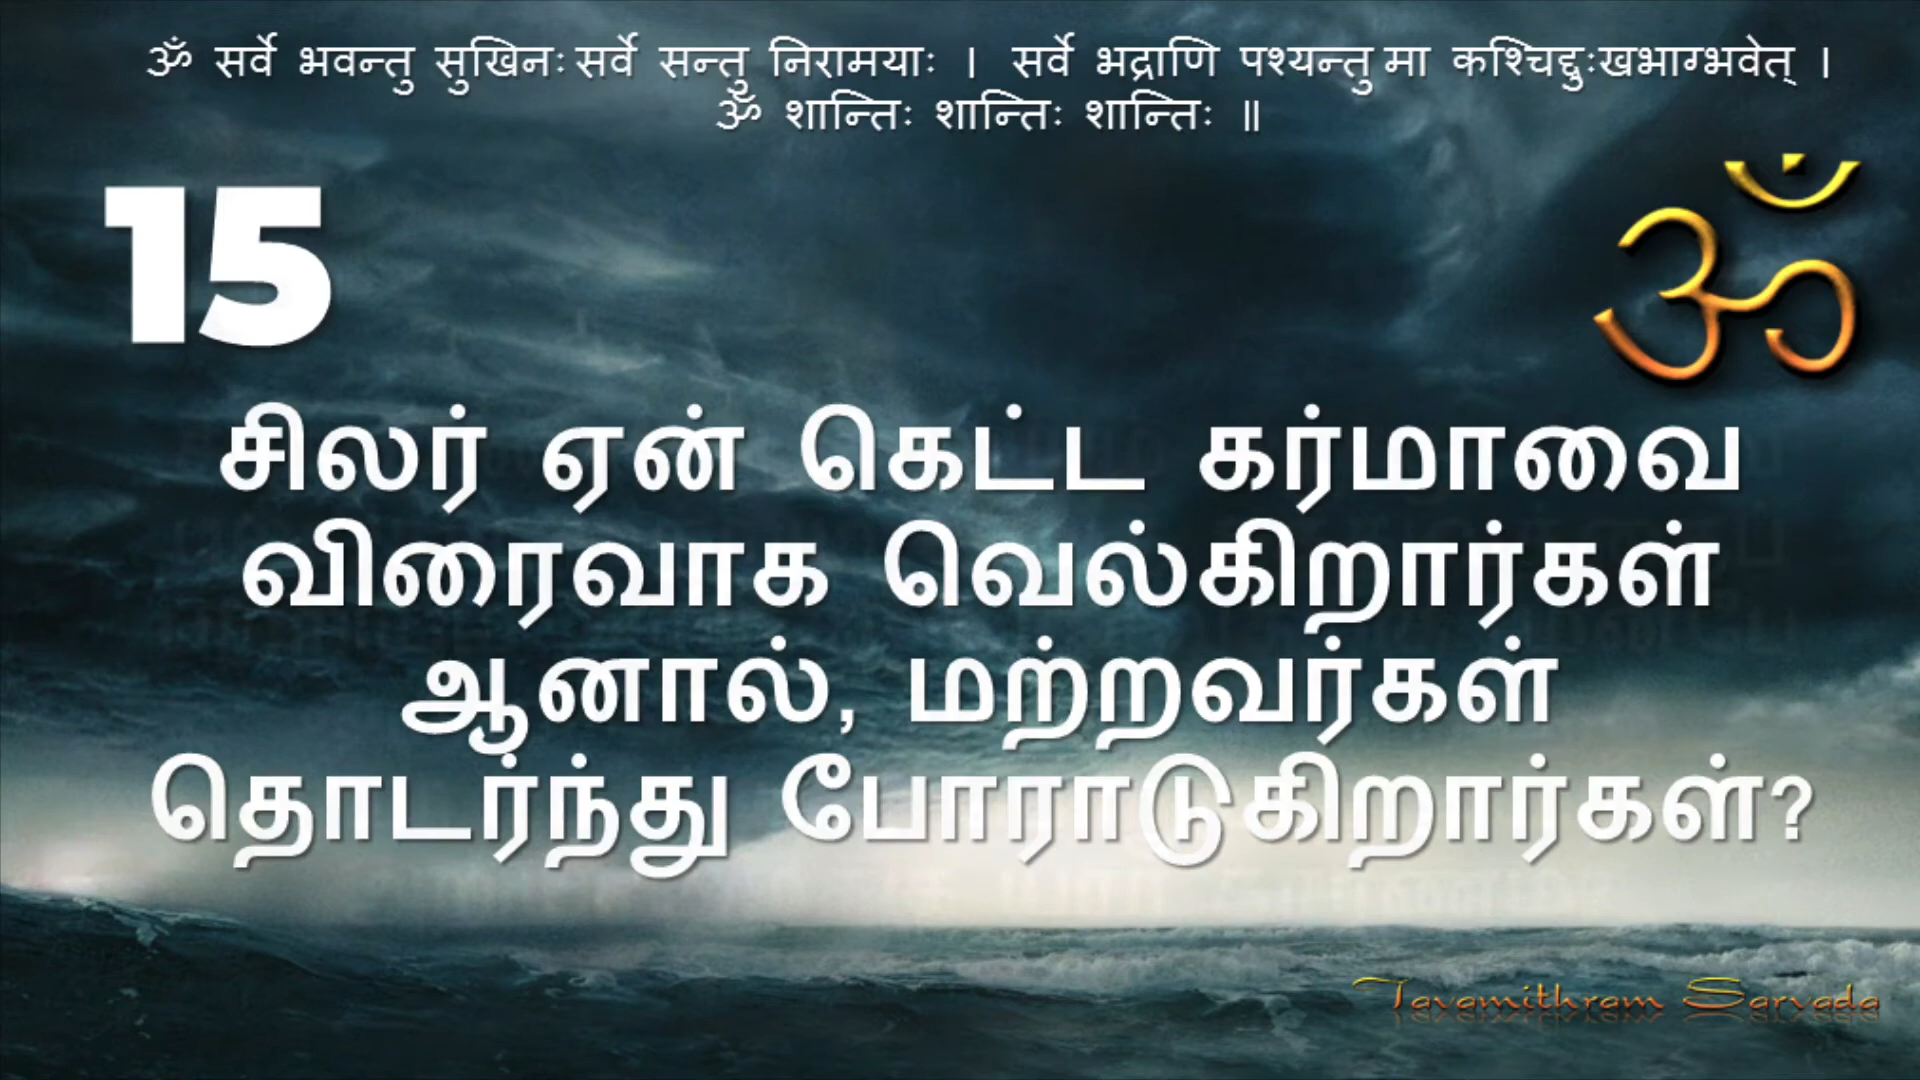 ॐ सर्वे भवन्तु सुखिनः सर्वे सन्तु निरामयाः । सर्वे भद्राणि पश्यन्तु मा कश्चिद्दुःखभाग्भवेत् ।
ॐ शान्तिः शान्तिः शान्तिः ॥
15
ॐ
சிலர் ஏன் கெட்ட கர்மாவை
விரைவாக வெல்கிறார்கள்
ஆனால், மற்றவர்கள்
தொடர்ந்து போராடுகிறார்கள்?
Tavamithram Sarvada